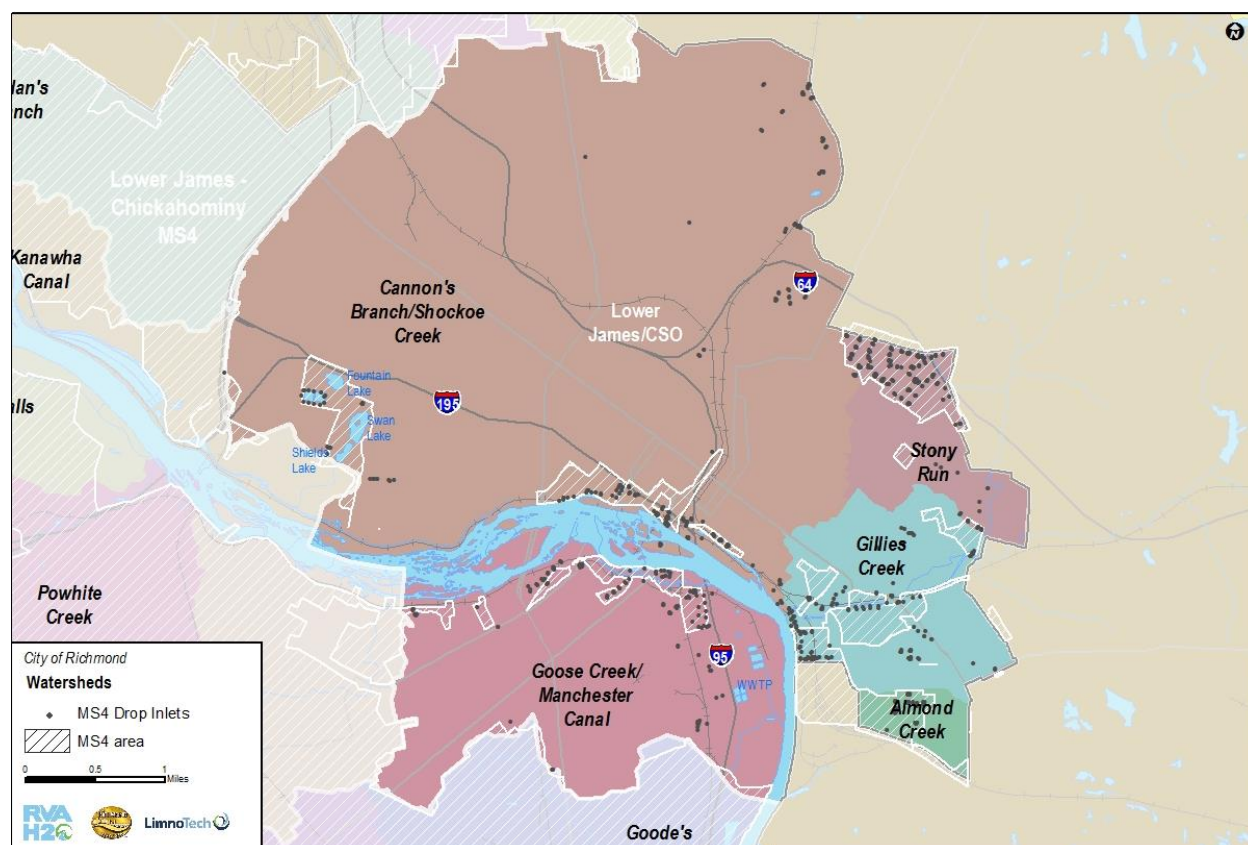 N
lan's
nch
Lower James -
Chickahominy
MS4
Kanawha
Canal
Cannon's
Branch/Shockoe
Creek
Lower
James/CSO
64
Fountain
Lake
195
Swan
Lake
Shields
Lake
alls
Stony
Run
Gillies
Creek
Powhite
Creek
95
Goose Creek/
Manchester
Canal
WWTP
Almond
Creek
Goode's
City of Richmond
Watersheds
MS4 Drop Inlets
MS4 area
0 0.5 1
Miles
RVA
H2O
LimnoTech